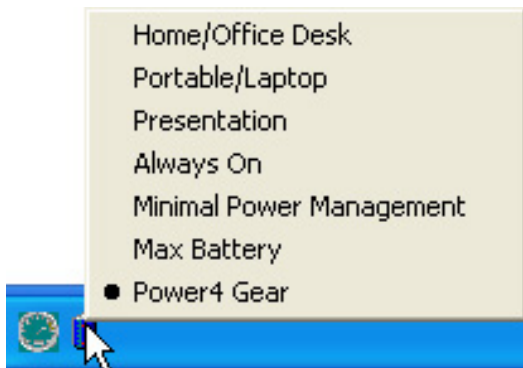 Home/Office Desk
Portable/Laptop
Presentation
Always On
Minimal Power Management
Max Battery
Power4 Gear